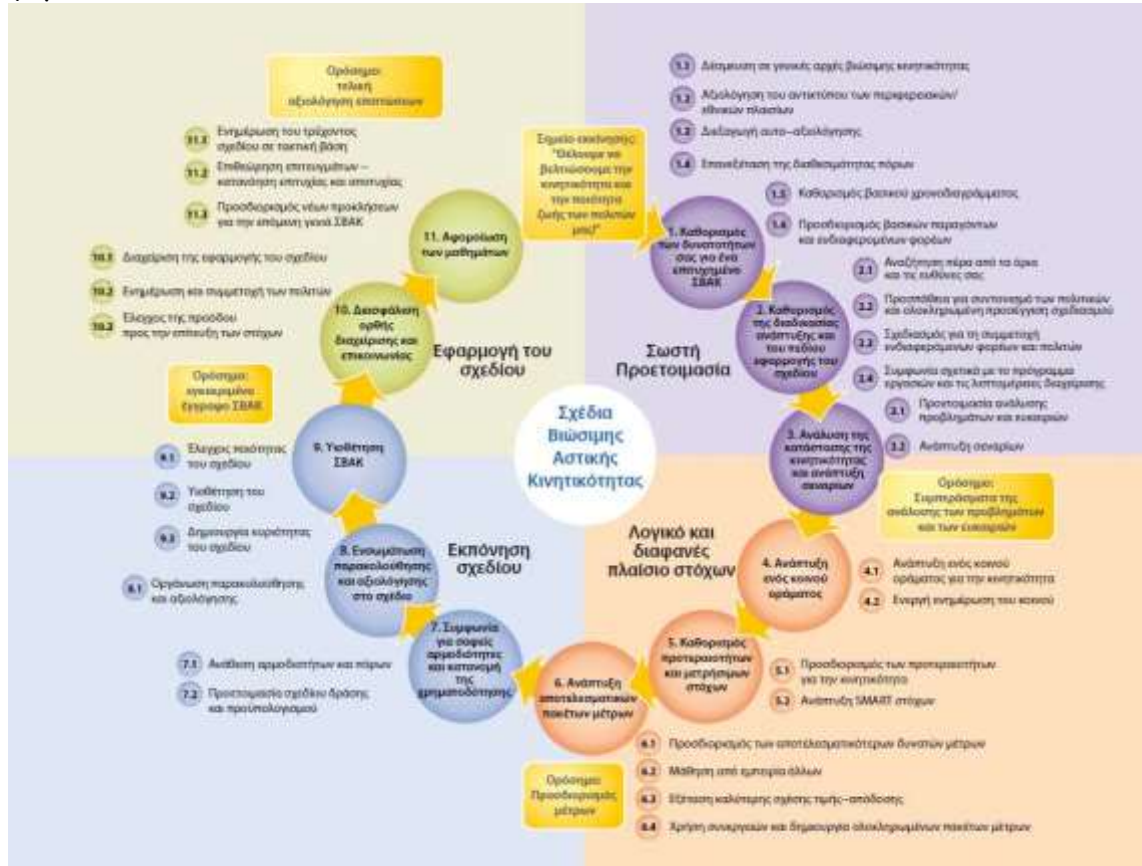 Ορόσημο:
τελική
αξιολόγηση επιπτώσεων
11.1 Ενημέρωση του τρέχοντος
σχεδίου σε τακτική βάση
11.2 Επιθεώρηση επιτευγμάτων –
κατανόηση επιτυχίας και αποτυχίας
11.3 Προσδιορισμός νέων προκλήσεων
για την επόμενη γενιά ΣΒΑΚ
10.1 Διαχείριση της εφαρμογής του σχεδίου
10.2 Ενημέρωση και συμμετοχή των πολιτών
10.3 Έλεγχος της προόδου
προς την επίτευξη των στόχων
11. Αφομοίωση
των μαθημάτων
10. Διασφάλιση
ορθής
διαχείρισης και
επικοινωνίας
Εφαρμογή του
σχεδίου
Σημείο εκκίνησης:
"Θέλουμε να
βελτιώσουμε την
κινητικότητα και
την ποιότητα
ζωής των πολιτών
μας!"
1.1 Δέσμευση σε γενικές αρχές βιώσιμης κινητικότητας
1.2 Αξιολόγηση του αντικτύπου των περιφερειακών/
εθνικών πλαισίων
1.3 Διεξαγωγή αυτο–αξιολόγησης
1.4 Επανεξέταση της διαθεσιμότητας πόρων
1.5 Καθορισμός βασικού χρονοδιαγράμματος
1.6 Προσδιορισμός βασικών παραγόντων
και ενδιαφερομένων φορέων
1. Καθορισμός
των δυνατοτήτων
σας για ένα
επιτυχημένο
ΣΒΑΚ
2.1 Αναζήτηση πέρα από τα όρια
και τις ευθύνες σας
2.2 Προσπάθεια για συντονισμό των πολιτικών
και ολοκληρωμένη προσέγγιση σχεδιασμού
2.3 Σχεδιασμός για τη συμμετοχή
ενδιαφερόμενων φορέων και πολιτών
2.4 Συμφωνία σχετικά με το πρόγραμμα
εργασιών και τις λεπτομέρειες διαχείρισης
2. Καθορισμός
της διαδικασίας
ανάπτυξης και
του πεδίου
εφαρμογής του
σχεδίου
Σωστή
Προετοιμασία
3.1 Προετοιμασία ανάλυσης
προβλημάτων και ευκαιριών
3.2 Ανάπτυξη σεναρίων
3. Ανάλυση της
κατάστασης της
κινητικότητας
και ανάπτυξη
σεναρίων
Σχέδια
Βιώσιμης
Αστικής
Κινητικότητας
Ορόσημο:
Συμπεράσματα της
ανάλυσης των προβλημάτων
και των ευκαιριών
Λογικό και
διαφανές
πλαίσιο στόχων
4. Ανάπτυξη
ενός κοινού
οράματος
4.1 Ανάπτυξη ενός κοινού
οράματος για την κινητικότητα
4.2 Ενεργή ενημέρωση του κοινού
5. Καθορισμός
προτεραιοτήτων
και μετρήσιμων
στόχων
5.1 Προσδιορισμός των προτεραιοτήτων
για την κινητικότητα
5.2 Ανάπτυξη SMART στόχων
6. Ανάπτυξη
αποτελεσματικών
πακέτων μέτρων
6.1 Προσδιορισμός των αποτελεσματικότερων δυνατών μέτρων
6.2 Μάθηση από εμπειρία άλλων
6.3 Εξέταση καλύτερης σχέσης τιμής–απόδοσης
6.4 Χρήση συνεργειών και δημιουργία ολοκληρωμένων πακέτων μέτρων
Ορόσημο:
Προσδιορισμός
μέτρων
Εκπόνηση
σχεδίου
7. Συμφωνία
για σαφείς
αρμοδιότητες
και κατανομή
της
χρηματοδότησης
7.1 Ανάθεση αρμοδιοτήτων και πόρων
7.2 Προετοιμασία σχεδίου δράσης
και προϋπολογισμού
8. Ενσωμάτωση
παρακολούθησης
και αξιολόγησης
στο σχέδιο
8.1 Οργάνωση παρακολούθησης
και αξιολόγησης
9. Υιοθέτηση
ΣΒΑΚ
9.1 Έλεγχος ποιότητας
του σχεδίου
9.2 Υιοθέτηση του
σχεδίου
9.3 Δημιουργία κυριότητας
του σχεδίου
Ορόσημο:
εγκεκριμένο
έγγραφο ΣΒΑΚ